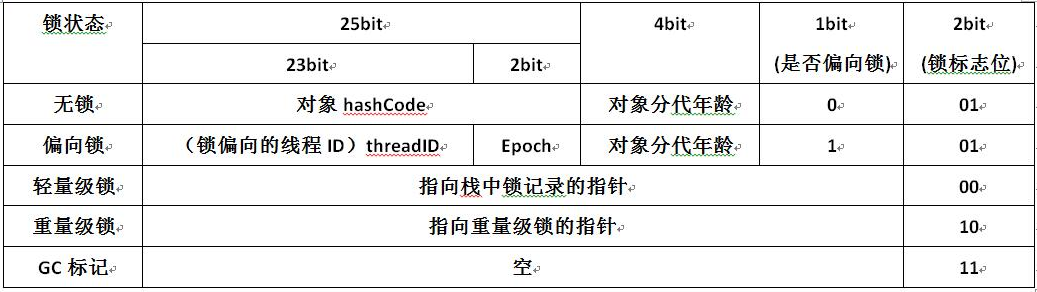 锁状态 25bit 4bit 1bit 2bit
23bit 2bit (是否偏向锁) (锁标志位)
无锁 对象 hashCode 对象分代年龄 0 01
偏向锁 （锁偏向的线程 ID）threadID Epoch 对象分代年龄 1 01
轻量级锁 指向栈中锁记录的指针 00
重量级锁 指向重量级锁的指针 10
GC 标记 空 11